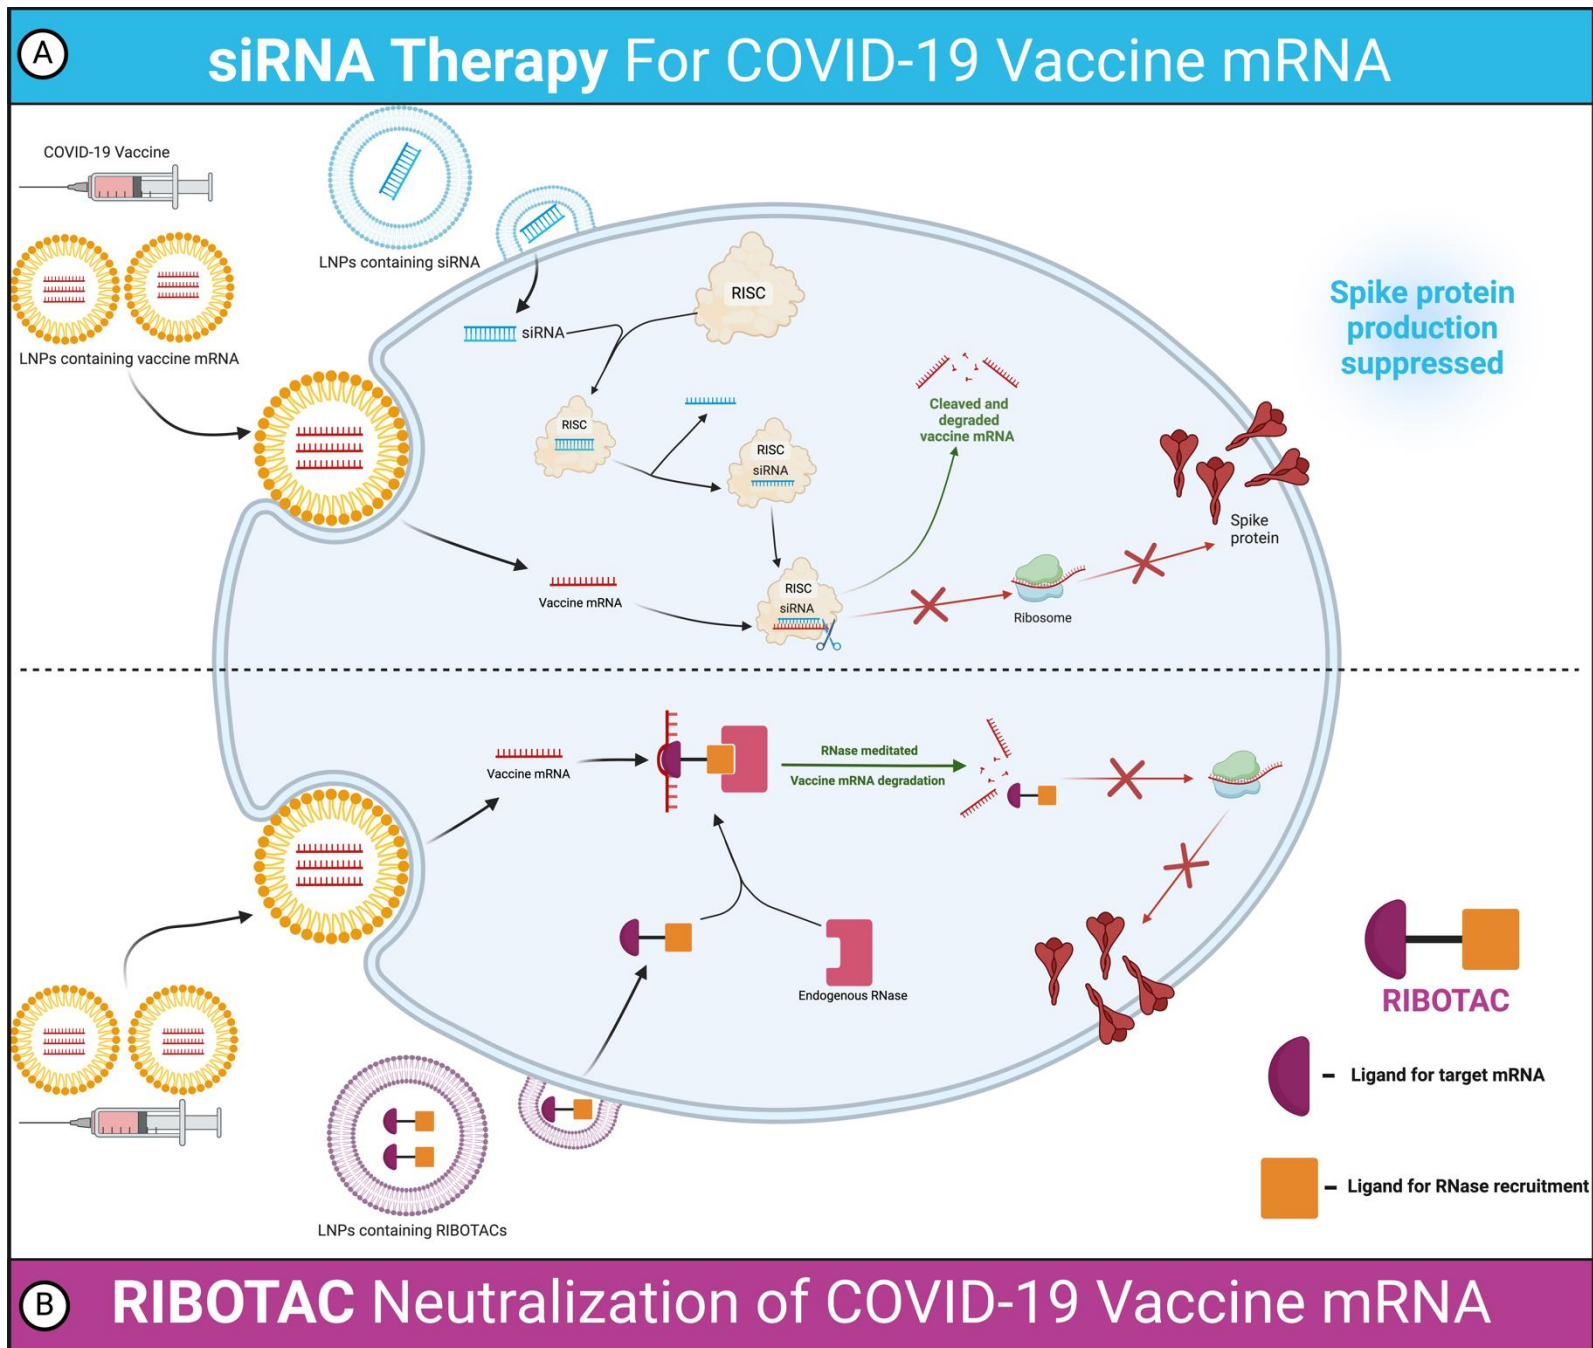 A
siRNA Therapy For COVID-19 Vaccine mRNA
COVID-19 Vaccine
LNPs containing siRNA
LNPs containing vaccine mRNA
siRNA
RISC
RISC
RISC
siRNA
Cleaved and
degraded
vaccine mRNA
Spike protein
production
suppressed
Spike
protein
Vaccine mRNA
RISC
siRNA
Ribosome
Vaccine mRNA
RNase meditated
Vaccine mRNA degradation
Endogenous RNase
LNPs containing RIBOTACs
RIBOTAC
– Ligand for target mRNA
– Ligand for RNase recruitment
B
RIBOTAC Neutralization of COVID-19 Vaccine mRNA